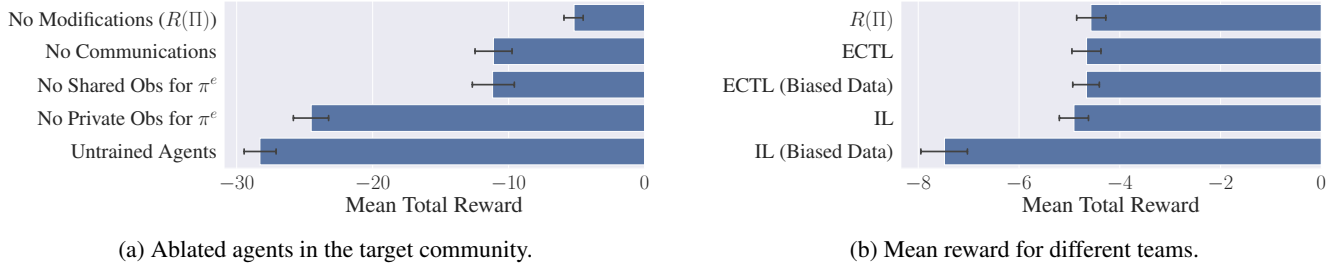 No Modifications (R(Π))
No Communications
No Shared Obs for πᵉ
No Private Obs for πᵉ
Untrained Agents
−30 −20 −10 0
Mean Total Reward
(a) Ablated agents in the target community.
R(Π)
ECTL
ECTL (Biased Data)
IL
IL (Biased Data)
−8 −6 −4 −2 0
Mean Total Reward
(b) Mean reward for different teams.